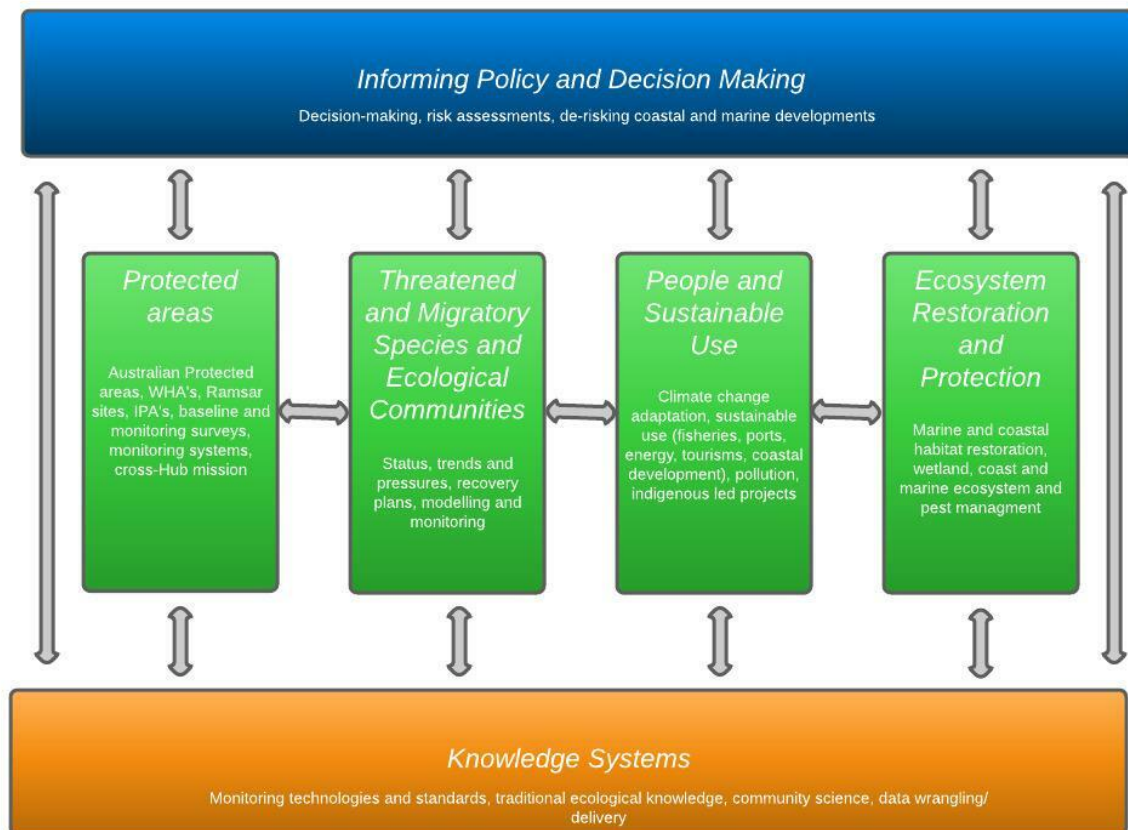 Informing Policy and Decision Making
Decision-making, risk assessments, de-risking coastal and marine developments
Protected
areas
Australian Protected
areas, WHA's, Ramsar
sites, IPA's, baseline and
monitoring surveys,
monitoring systems,
cross-Hub mission
Threatened
and Migratory
Species and
Ecological
Communities
Status, trends and
pressures, recovery
plans, modelling and
monitoring
People and
Sustainable
Use
Climate change
adaptation, sustainable
use (fisheries, ports,
energy, tourisms, coastal
development), pollution,
indigenous led projects
Ecosystem
Restoration
and
Protection
Marine and coastal
habitat restoration,
wetland, coast and
marine ecosystem and
pest managment
Knowledge Systems
Monitoring technologies and standards, traditional ecological knowledge, community science, data wrangling/
delivery